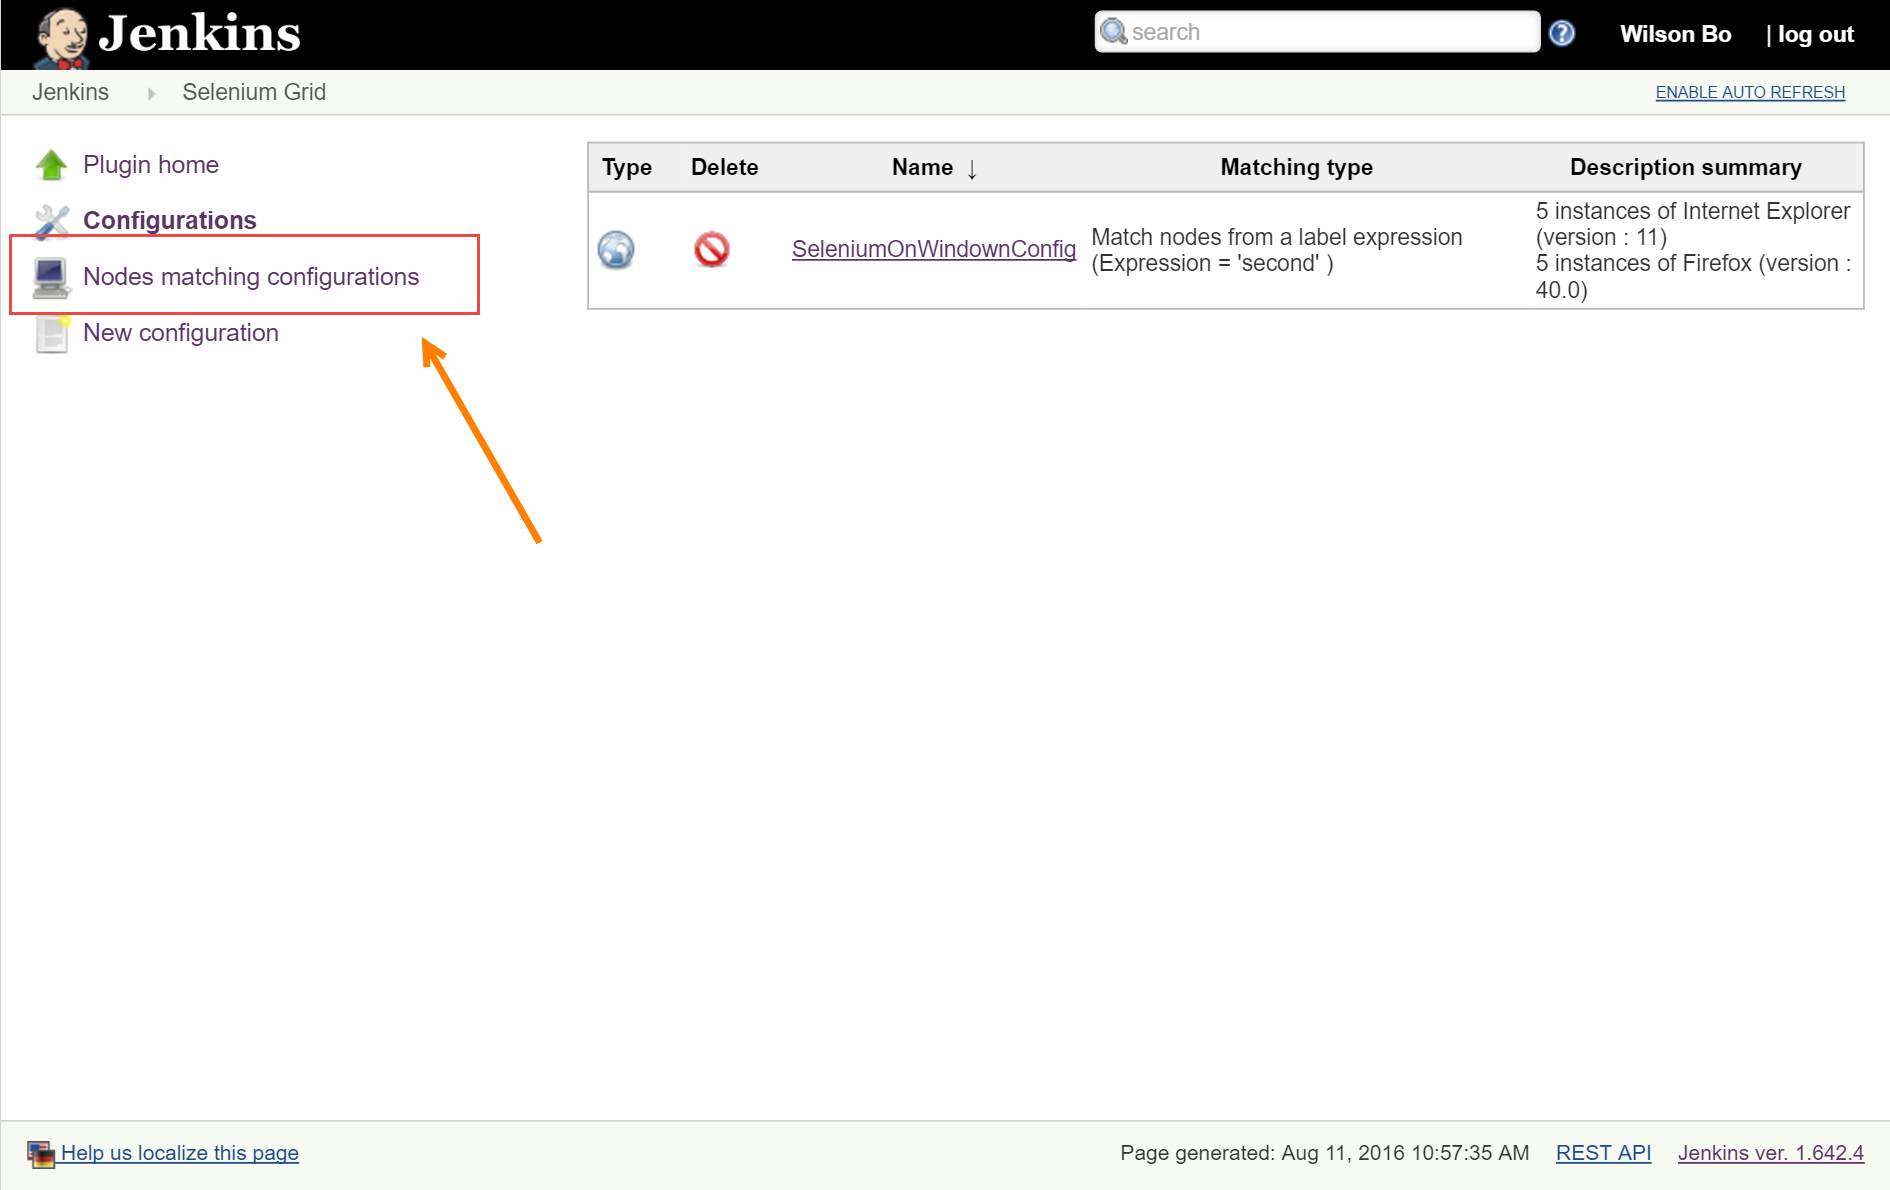 Jenkins
search
Wilson Bo
| log out
Jenkins
Selenium Grid
ENABLE AUTO REFRESH
Plugin home
Configurations
Nodes matching configurations
New configuration
Type Delete Name ↓ Matching type Description summary
SeleniumOnWindownConfig
Match nodes from a label expression
(Expression = 'second' )
5 instances of Internet Explorer
(version : 11)
5 instances of Firefox (version :
40.0)
Help us localize this page
Page generated: Aug 11, 2016 10:57:35 AM
REST API
Jenkins ver. 1.642.4